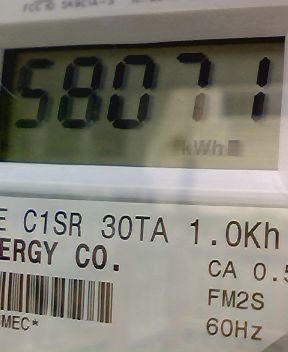 58071
kWh
E C1SR 30TA 1.0Kh
ERGY CO.
CA 0.5
FM2S
MEC*
60Hz